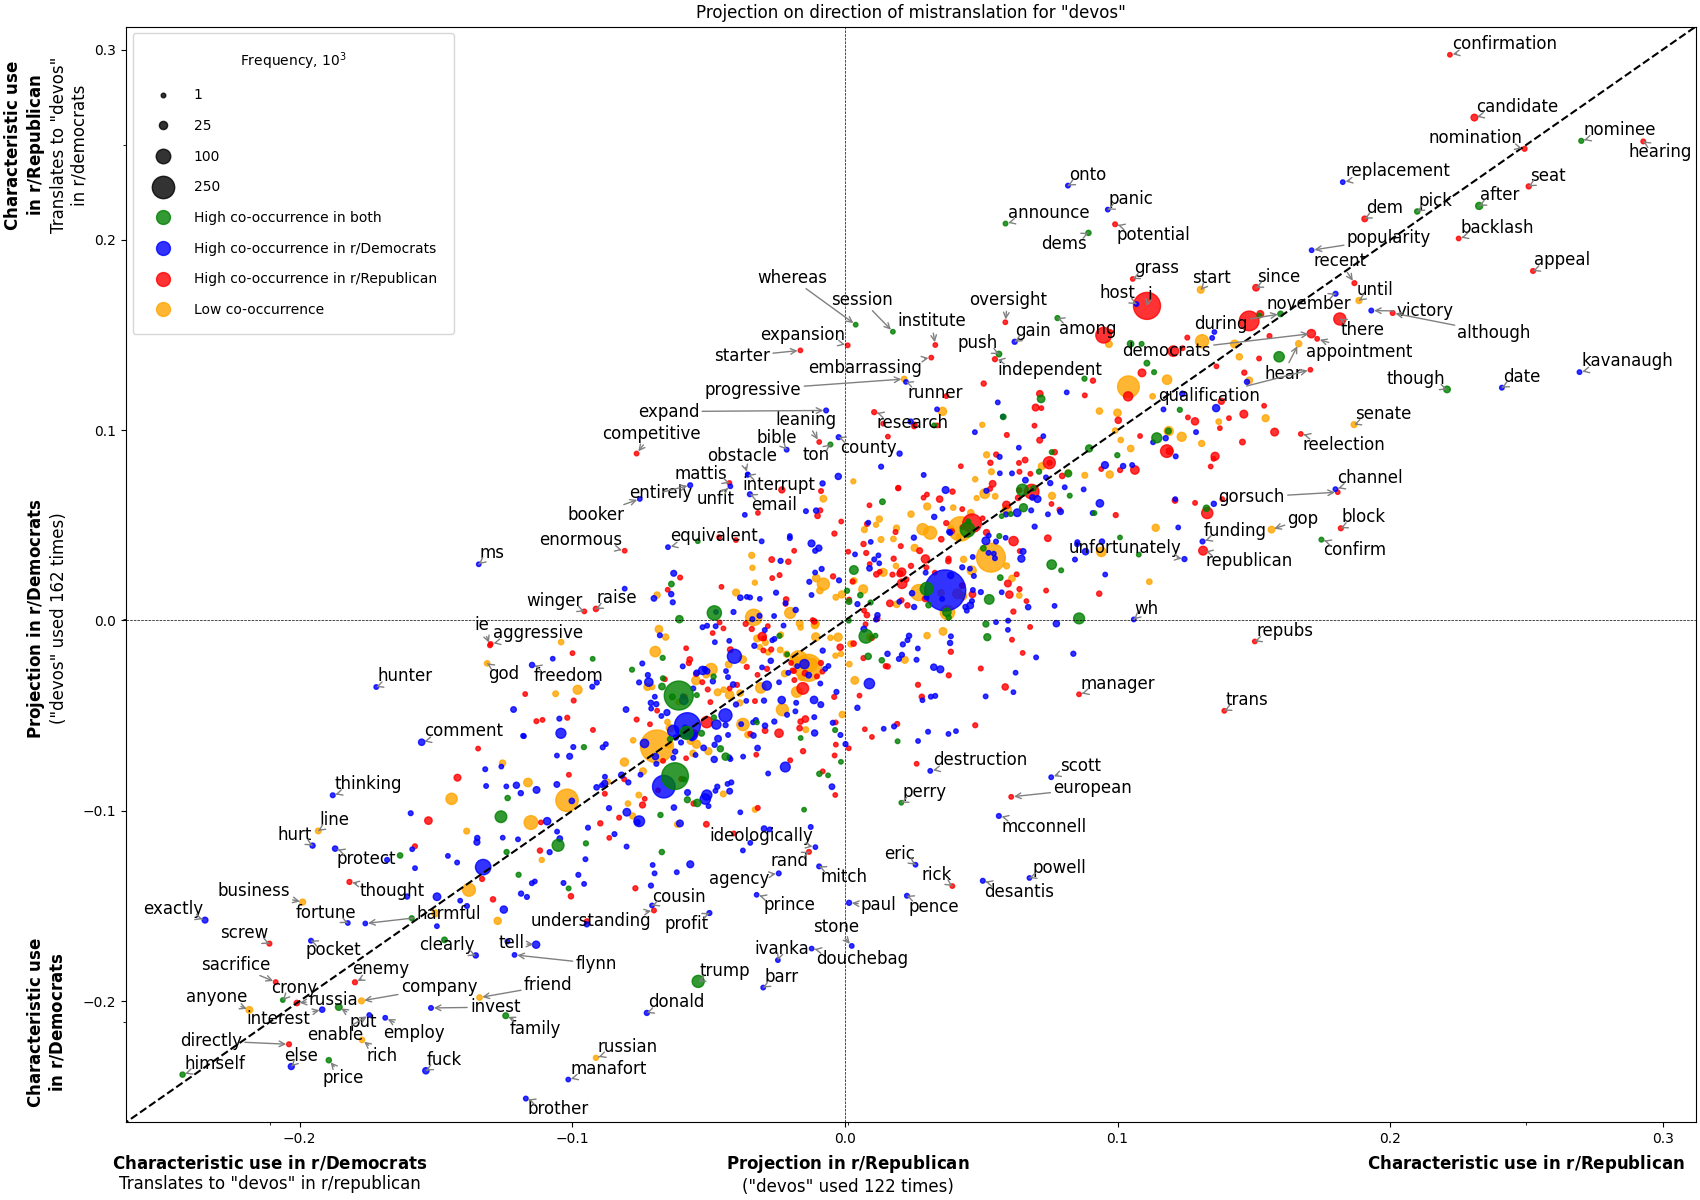 Projection on direction of mistranslation for "devos"
Characteristic use
in r/Republican
Translates to "devos"
in r/democrats
Projection in r/Democrats
("devos" used 162 times)
Characteristic use
in r/Democrats
0.3
0.2
0.1
0.0
−0.1
−0.2
Frequency, 10³
1
25
100
250
High co-occurrence in both
High co-occurrence in r/Democrats
High co-occurrence in r/Republican
Low co-occurrence
confirmation
candidate
nomination
nominee
hearing
replacement
seat
onto
panic
dem
pick
after
announce
dems
potential
popularity
backlash
recent
appeal
whereas
grass
start
since
session
oversight
host
i
november
until
victory
institute
gain
among
during
there
although
expansion
push
democrats
appointment
starter
embarrassing
independent
hear
kavanaugh
progressive
runner
qualification
though
date
expand
leaning
research
senate
competitive
bible
ton
county
reelection
obstacle
mattis
interrupt
channel
entirely
unfit
email
gorsuch
booker
gop
block
enormous
equivalent
funding
unfortunately
confirm
ms
republican
winger
raise
wh
ie
aggressive
repubs
god
freedom
hunter
manager
trans
comment
destruction
scott
thinking
perry
european
line
mcconnell
hurt
ideologically
protect
rand
eric
mitch
rick
powell
agency
desantis
business
thought
cousin
prince
paul
pence
exactly
fortune
harmful
understanding
profit
stone
screw
pocket
clearly
tell
ivanka
douchebag
sacrifice
enemy
flynn
trump
barr
crony
company
friend
anyone
russia
invest
donald
interest
put
enable
employ
family
directly
rich
russian
himself
else
fuck
price
manafort
brother
−0.2
−0.1
0.0
0.1
0.2
0.3
Characteristic use in r/Democrats
Translates to "devos" in r/republican
Projection in r/Republican
("devos" used 122 times)
Characteristic use in r/Republican